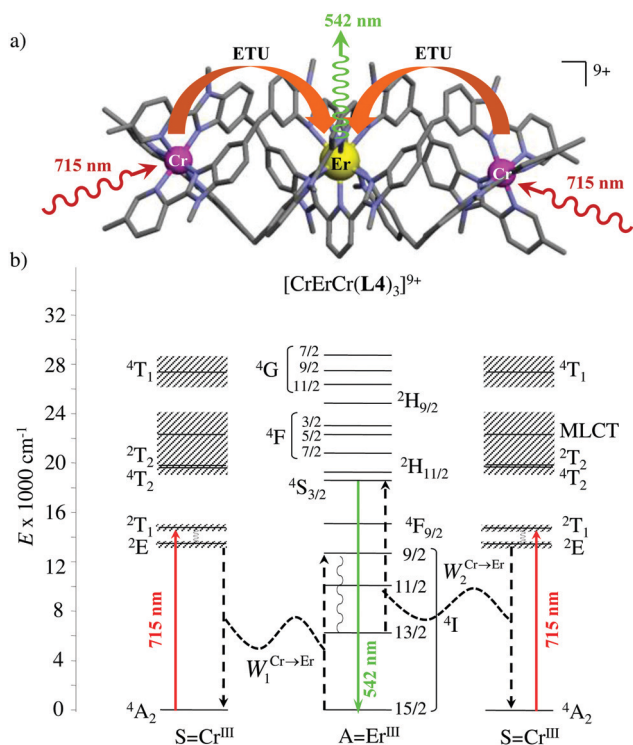 a)
542 nm
ETU
ETU
9+
Cr
Er
Cr
715 nm
715 nm
b)
[CrErCr(L4)₃]⁹⁺
E x 1000 cm⁻¹
32
28
24
20
16
12
8
4
0
⁴T₁
²T₂
⁴T₂
²T₁
²E
⁴A₂
715 nm
W₁ᶜʳ→ᴱʳ
S=Crᴵᴵᴵ
⁴G
7/2
9/2
11/2
²H₉/₂
⁴F
3/2
5/2
7/2
²H₁₁/₂
⁴S₃/₂
⁴F₉/₂
9/2
11/2
13/2
15/2
⁴I
542 nm
A=Erᴵᴵᴵ
W₂ᶜʳ→ᴱʳ
⁴T₁
MLCT
²T₂
⁴T₂
²T₁
²E
715 nm
⁴A₂
S=Crᴵᴵᴵ